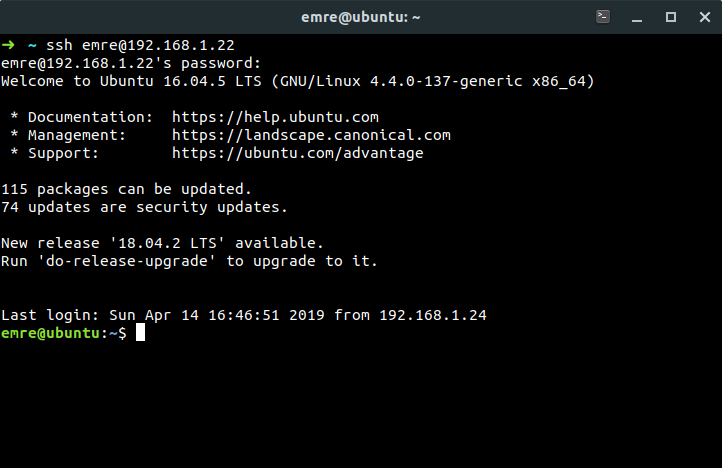 emre@ubuntu: ~
➜  ~ ssh emre@192.168.1.22
emre@192.168.1.22's password:
Welcome to Ubuntu 16.04.5 LTS (GNU/Linux 4.4.0-137-generic x86_64)
 * Documentation:  https://help.ubuntu.com
 * Management:     https://landscape.canonical.com
 * Support:        https://ubuntu.com/advantage
115 packages can be updated.
74 updates are security updates.
New release '18.04.2 LTS' available.
Run 'do-release-upgrade' to upgrade to it.
Last login: Sun Apr 14 16:46:51 2019 from 192.168.1.24
emre@ubuntu:~$